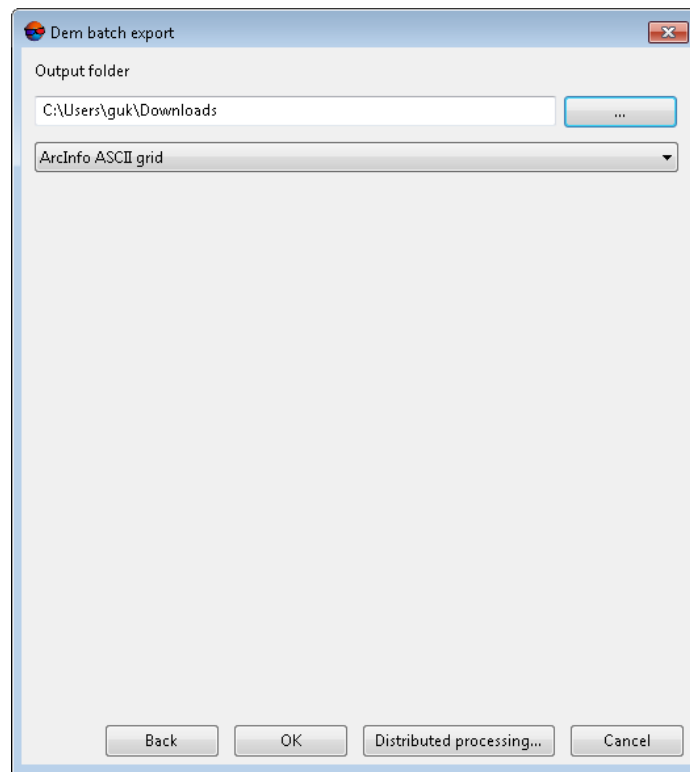 Dem batch export
Output folder
C:\Users\guk\Downloads
...
ArcInfo ASCII grid
Back OK Distributed processing... Cancel